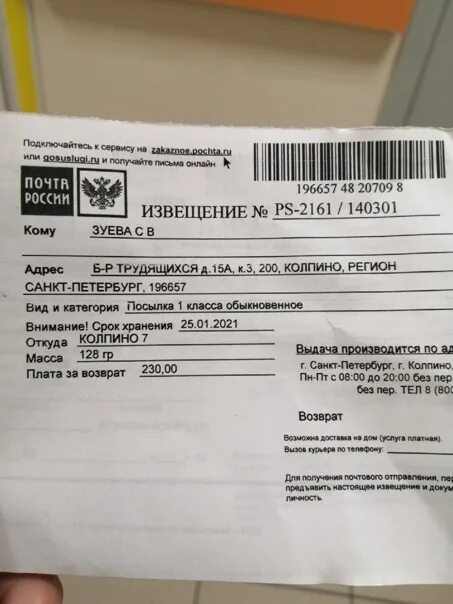 Подключайтесь к сервису на zakaznoe.pochta.ru
или gosuslugi.ru и получайте письма онлайн
ПОЧТА
РОССИИ
196657 48 20709 8
ИЗВЕЩЕНИЕ № PS-2161 / 140301
Кому ЗУЕВА С В
Адрес Б-Р ТРУДЯЩИХСЯ д.15А, к.3, 200, КОЛПИНО, РЕГИОН
САНКТ-ПЕТЕРБУРГ, 196657
Вид и категория Посылка 1 класса обыкновенное
Внимание! Срок хранения 25.01.2021
Откуда КОЛПИНО 7
Масса 128 гр
Плата за возврат 230,00
Выдача производится по ад
г. Санкт-Петербург, г. Колпино,
Пн-Пт с 08:00 до 20:00 без пер.
без пер. ТЕЛ 8 (800
Возврат
Возможна доставка на дом (услуга платная).
Вызов курьера по телефону:
Для получения почтового отправления, пер
предъявить настоящее извещение и докум
личность.